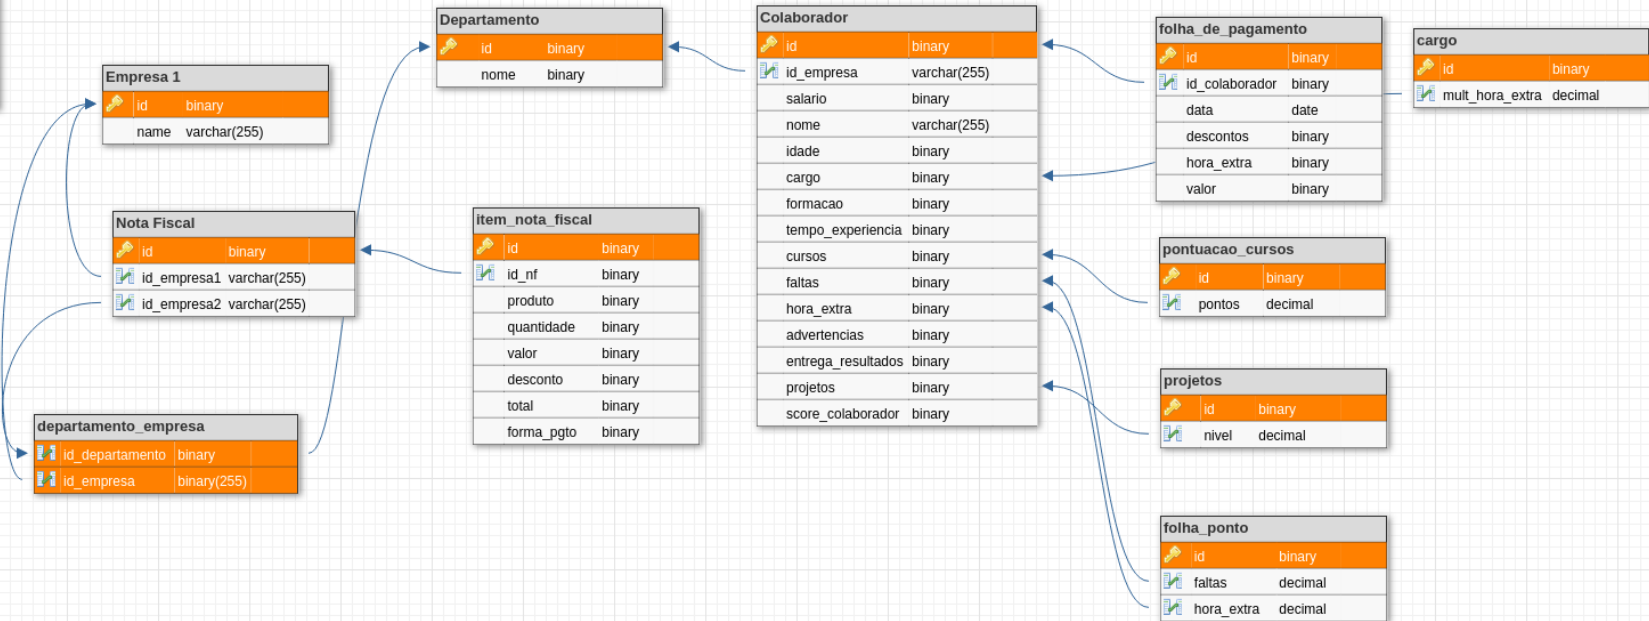 Empresa 1
id binary
name varchar(255)
Nota Fiscal
id binary
id_empresa1 varchar(255)
id_empresa2 varchar(255)
departamento_empresa
id_departamento binary
id_empresa binary(255)
Departamento
id binary
nome binary
item_nota_fiscal
id binary
id_nf binary
produto binary
quantidade binary
valor binary
desconto binary
total binary
forma_pgto binary
Colaborador
id binary
id_empresa varchar(255)
salario binary
nome varchar(255)
idade binary
cargo binary
formacao binary
tempo_experiencia binary
cursos binary
faltas binary
hora_extra binary
advertencias binary
entrega_resultados binary
projetos binary
score_colaborador binary
folha_de_pagamento
id binary
id_colaborador binary
data date
descontos binary
hora_extra binary
valor binary
cargo
id binary
mult_hora_extra decimal
pontuacao_cursos
id binary
pontos decimal
projetos
id binary
nivel decimal
folha_ponto
id binary
faltas decimal
hora_extra decimal